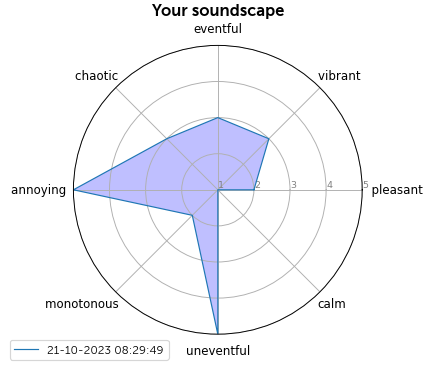 Your soundscape
eventful
chaotic
vibrant
annoying
1
2
3
4
5
pleasant
monotonous
calm
uneventful
21-10-2023 08:29:49